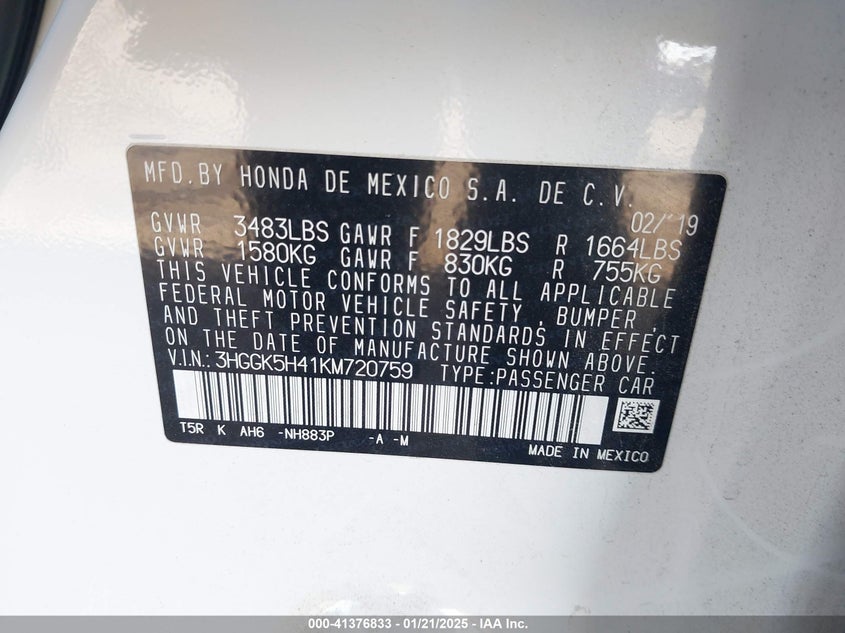 MFD. BY HONDA DE MEXICO S.A. DE C.V.
02/19
GVWR 3483LBS GAWR F 1829LBS R 1664LBS
GVWR 1580KG GAWR F 830KG R 755KG
THIS VEHICLE CONFORMS TO ALL APPLICABLE
FEDERAL MOTOR VEHICLE SAFETY, BUMPER,
AND THEFT PREVENTION STANDARDS IN EFFECT
ON THE DATE OF MANUFACTURE SHOWN ABOVE.
V.I.N.: 3HGGK5H41KM720759 TYPE:PASSENGER CAR
T5R K AH6 -NH883P -A -M
MADE IN MEXICO
000-41376833 - 01/21/2025 - IAA Inc.